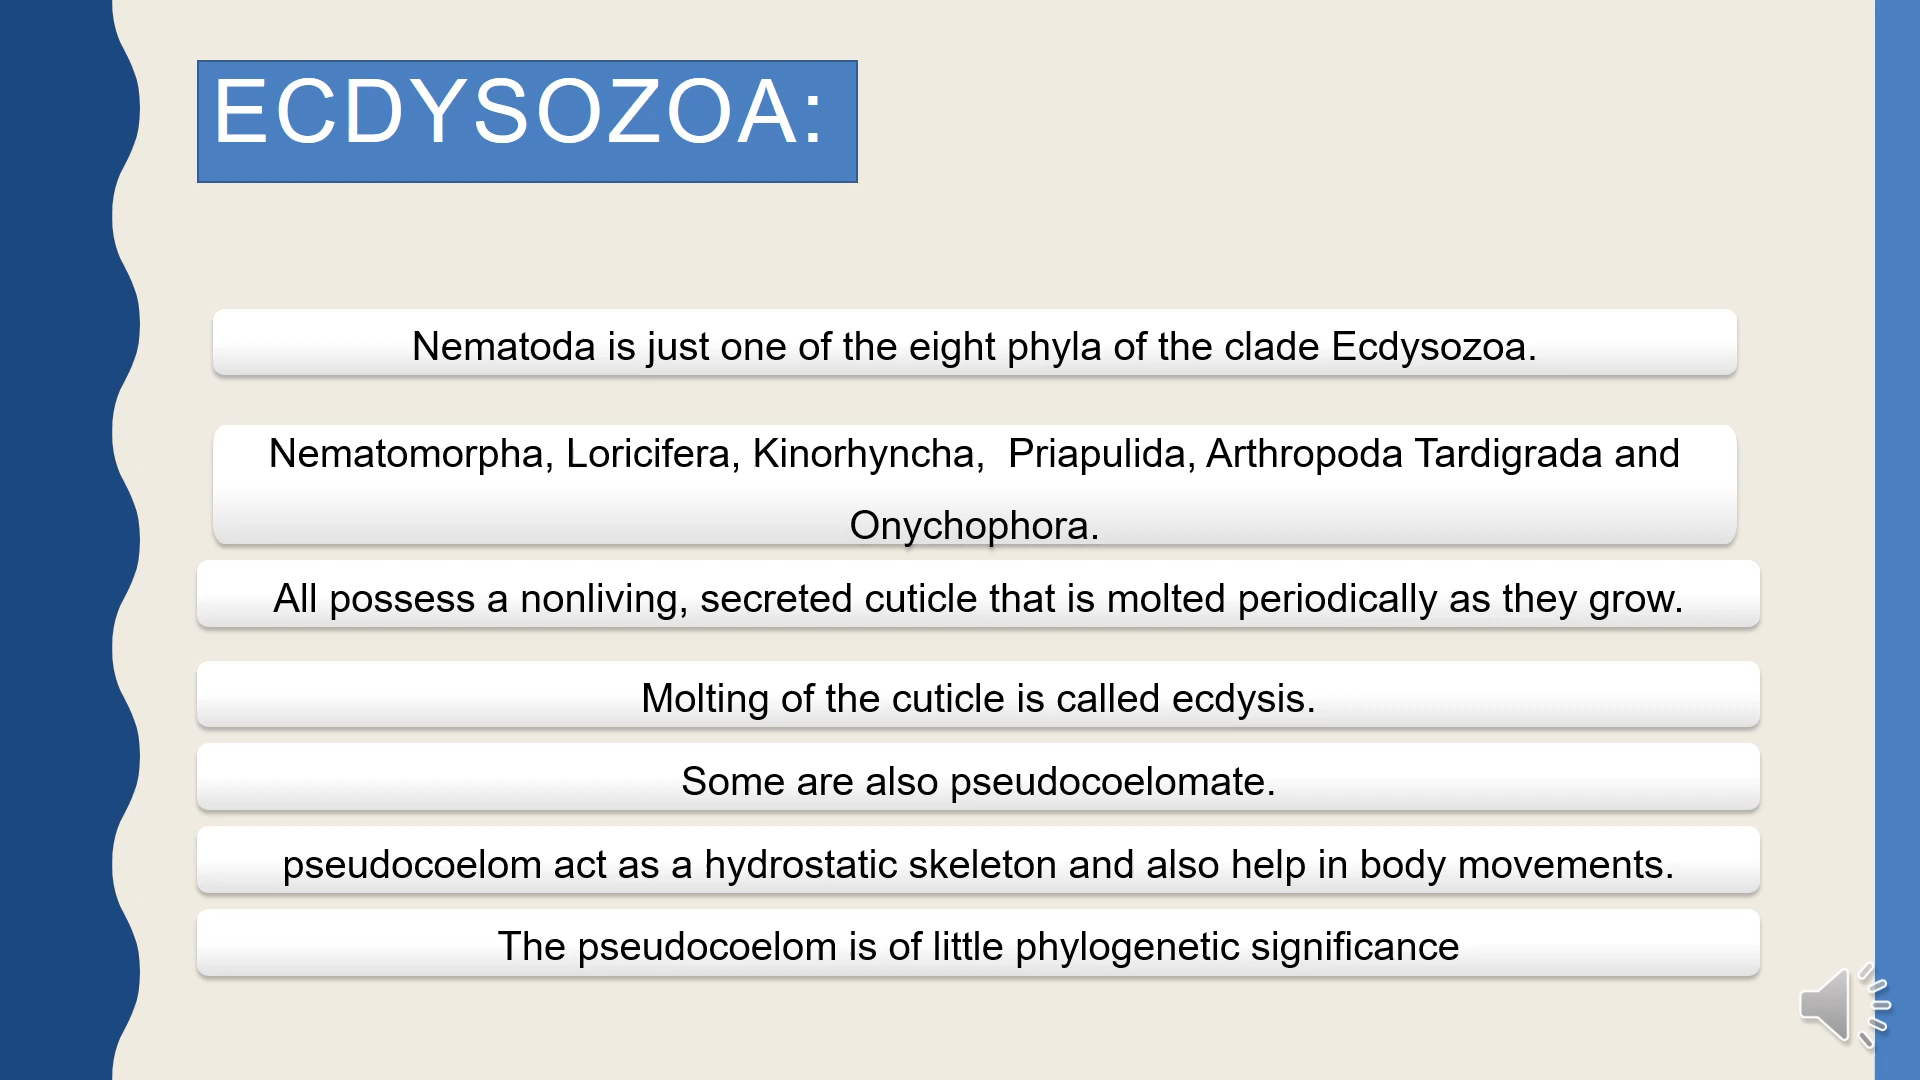 ECDYSOZOA:
Nematoda is just one of the eight phyla of the clade Ecdysozoa.
Nematomorpha, Loricifera, Kinorhyncha,  Priapulida, Arthropoda Tardigrada and
Onychophora.
All possess a nonliving, secreted cuticle that is molted periodically as they grow.
Molting of the cuticle is called ecdysis.
Some are also pseudocoelomate.
pseudocoelom act as a hydrostatic skeleton and also help in body movements.
The pseudocoelom is of little phylogenetic significance